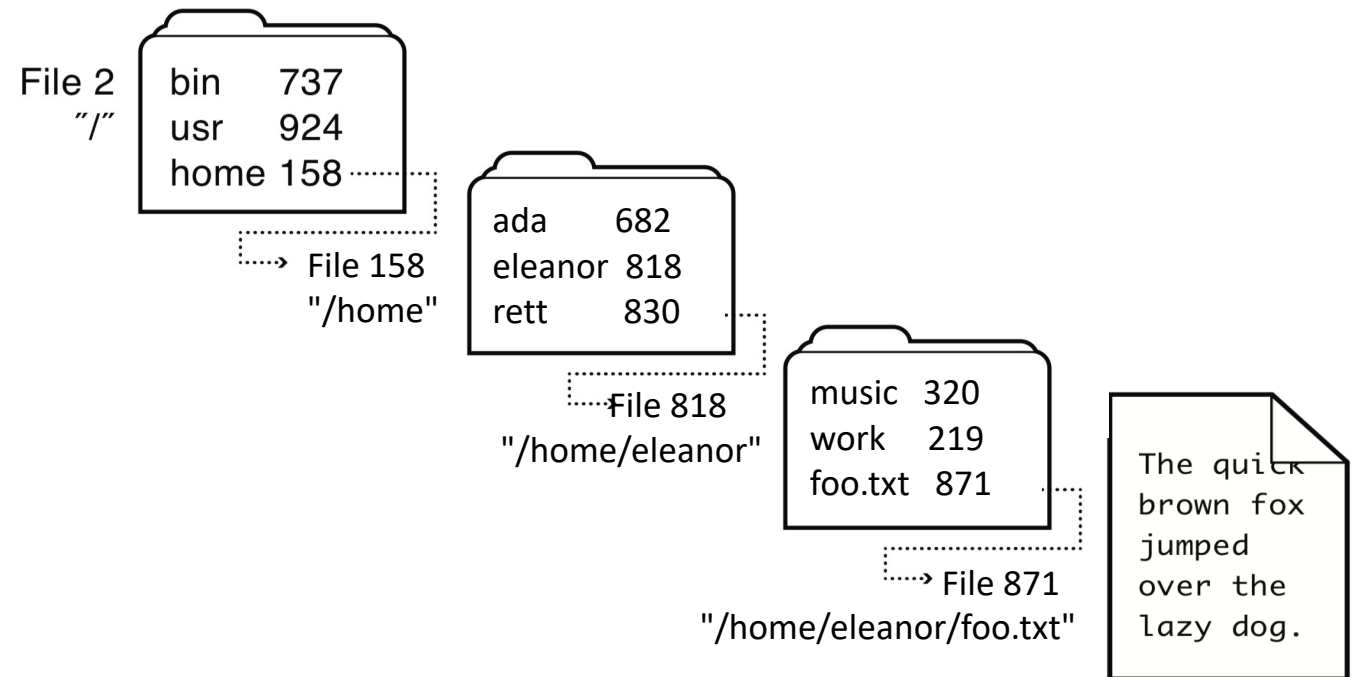 File 2
"/"
bin 737
usr 924
home 158
File 158
"/home"
ada 682
eleanor 818
rett 830
File 818
"/home/eleanor"
music 320
work 219
foo.txt 871
File 871
"/home/eleanor/foo.txt"
The quick
brown fox
jumped
over the
lazy dog.